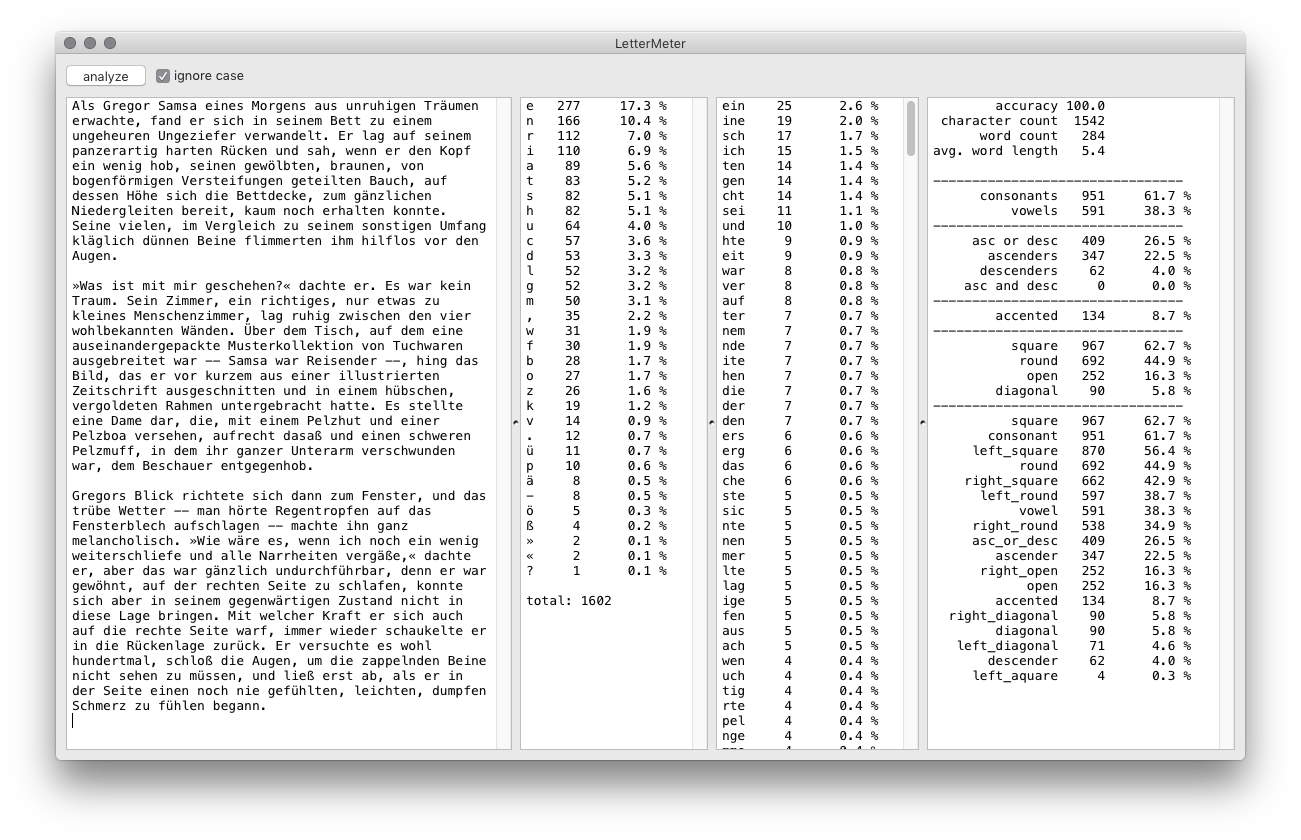 LetterMeter
analyze
ignore case
Als Gregor Samsa eines Morgens aus unruhigen Träumen
erwachte, fand er sich in seinem Bett zu einem
ungeheuren Ungeziefer verwandelt. Er lag auf seinem
panzerartig harten Rücken und sah, wenn er den Kopf
ein wenig hob, seinen gewölbten, braunen, von
bogenförmigen Versteifungen geteilten Bauch, auf
dessen Höhe sich die Bettdecke, zum gänzlichen
Niedergleiten bereit, kaum noch erhalten konnte.
Seine vielen, im Vergleich zu seinem sonstigen Umfang
kläglich dünnen Beine flimmerten ihm hilflos vor den
Augen.
»Was ist mit mir geschehen?« dachte er. Es war kein
Traum. Sein Zimmer, ein richtiges, nur etwas zu
kleines Menschenzimmer, lag ruhig zwischen den vier
wohlbekannten Wänden. Über dem Tisch, auf dem eine
auseinandergepackte Musterkollektion von Tuchwaren
ausgebreitet war –– Samsa war Reisender ––, hing das
Bild, das er vor kurzem aus einer illustrierten
Zeitschrift ausgeschnitten und in einem hübschen,
vergoldeten Rahmen untergebracht hatte. Es stellte
eine Dame dar, die, mit einem Pelzhut und einer
Pelzboa versehen, aufrecht dasaß und einen schweren
Pelzmuff, in dem ihr ganzer Unterarm verschwunden
war, dem Beschauer entgegenhob.
Gregors Blick richtete sich dann zum Fenster, und das
trübe Wetter –– man hörte Regentropfen auf das
Fensterblech aufschlagen –– machte ihn ganz
melancholisch. »Wie wäre es, wenn ich noch ein wenig
weiterschliefe und alle Narrheiten vergäße,« dachte
er, aber das war gänzlich undurchführbar, denn er war
gewöhnt, auf der rechten Seite zu schlafen, konnte
sich aber in seinem gegenwärtigen Zustand nicht in
diese Lage bringen. Mit welcher Kraft er sich auch
auf die rechte Seite warf, immer wieder schaukelte er
in die Rückenlage zurück. Er versuchte es wohl
hundertmal, schloß die Augen, um die zappelnden Beine
nicht sehen zu müssen, und ließ erst ab, als er in
der Seite einen noch nie gefühlten, leichten, dumpfen
Schmerz zu fühlen begann.
e 277 17.3 %
n 166 10.4 %
r 112 7.0 %
i 110 6.9 %
a 89 5.6 %
t 83 5.2 %
s 82 5.1 %
h 82 5.1 %
u 64 4.0 %
c 57 3.6 %
d 53 3.3 %
l 52 3.2 %
g 52 3.2 %
m 50 3.1 %
, 35 2.2 %
w 31 1.9 %
f 30 1.9 %
b 28 1.7 %
o 27 1.7 %
z 26 1.6 %
k 19 1.2 %
v 14 0.9 %
. 12 0.7 %
ü 11 0.7 %
p 10 0.6 %
ä 8 0.5 %
– 8 0.5 %
ö 5 0.3 %
ß 4 0.2 %
» 2 0.1 %
« 2 0.1 %
? 1 0.1 %
total: 1602
ein 25 2.6 %
ine 19 2.0 %
sch 17 1.7 %
ich 15 1.5 %
ten 14 1.4 %
gen 14 1.4 %
cht 14 1.4 %
sei 11 1.1 %
und 10 1.0 %
hte 9 0.9 %
eit 9 0.9 %
war 8 0.8 %
ver 8 0.8 %
auf 8 0.8 %
ter 7 0.7 %
nem 7 0.7 %
nde 7 0.7 %
ite 7 0.7 %
hen 7 0.7 %
die 7 0.7 %
der 7 0.7 %
den 7 0.7 %
ers 6 0.6 %
erg 6 0.6 %
das 6 0.6 %
che 6 0.6 %
ste 5 0.5 %
sic 5 0.5 %
nte 5 0.5 %
nen 5 0.5 %
mer 5 0.5 %
lte 5 0.5 %
lag 5 0.5 %
ige 5 0.5 %
fen 5 0.5 %
aus 5 0.5 %
ach 5 0.5 %
wen 4 0.4 %
uch 4 0.4 %
tig 4 0.4 %
rte 4 0.4 %
pel 4 0.4 %
nge 4 0.4 %
accuracy 100.0
character count 1542
word count 284
avg. word length 5.4
consonants 951 61.7 %
vowels 591 38.3 %
asc or desc 409 26.5 %
ascenders 347 22.5 %
descenders 62 4.0 %
asc and desc 0 0.0 %
accented 134 8.7 %
square 967 62.7 %
round 692 44.9 %
open 252 16.3 %
diagonal 90 5.8 %
square 967 62.7 %
consonant 951 61.7 %
left_square 870 56.4 %
round 692 44.9 %
right_square 662 42.9 %
left_round 597 38.7 %
vowel 591 38.3 %
right_round 538 34.9 %
asc_or_desc 409 26.5 %
ascender 347 22.5 %
right_open 252 16.3 %
open 252 16.3 %
accented 134 8.7 %
right_diagonal 90 5.8 %
diagonal 90 5.8 %
left_diagonal 71 4.6 %
descender 62 4.0 %
left_aquare 4 0.3 %